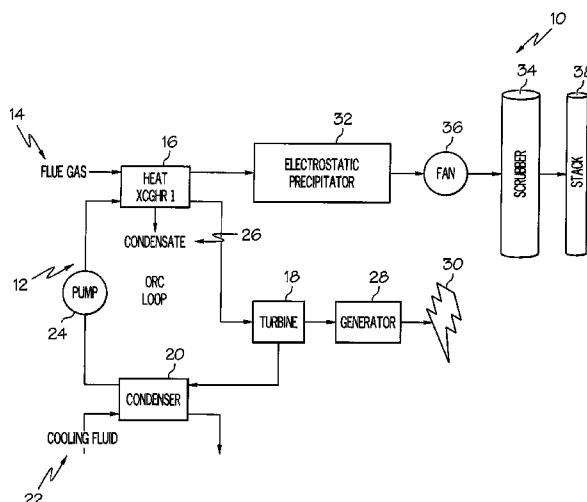 10
34
38
14
16
32
36
FLUE GAS
HEAT
XCGHR 1
ELECTROSTATIC
PRECIPITATOR
FAN
SCRUBBER
STACK
CONDENSATE
26
12
PUMP
24
ORC
LOOP
18
28
30
TURBINE
GENERATOR
20
CONDENSER
COOLING FLUID
22